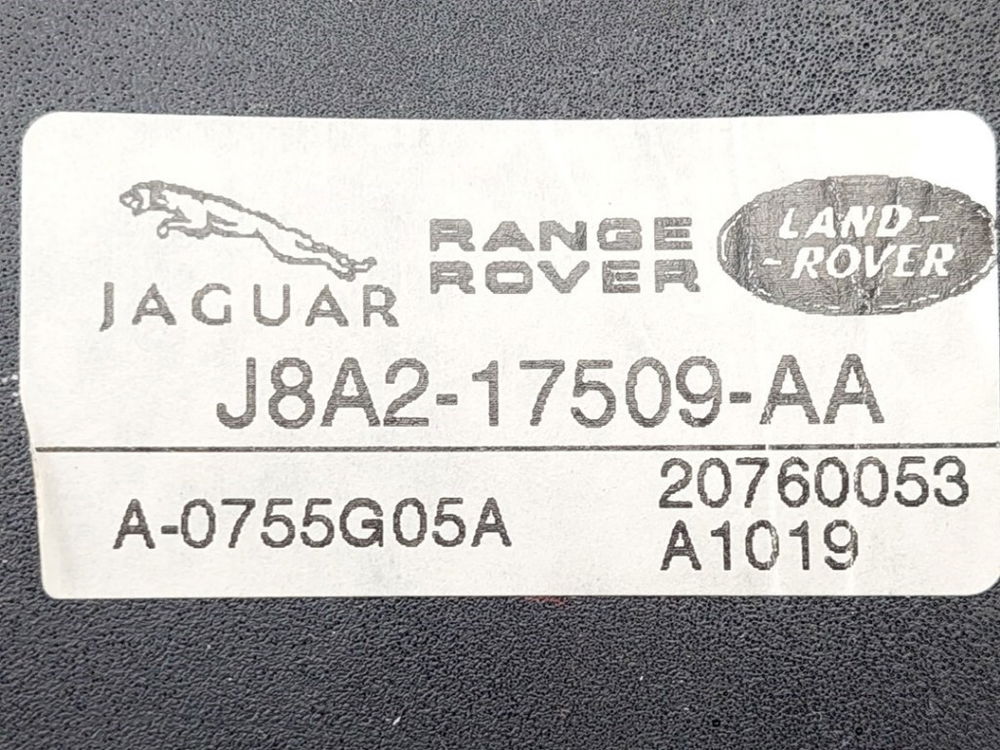 JAGUAR
RANGE
ROVER
LAND-
-ROVER
J8A2-17509-AA
A-0755G05A
20760053
A1019